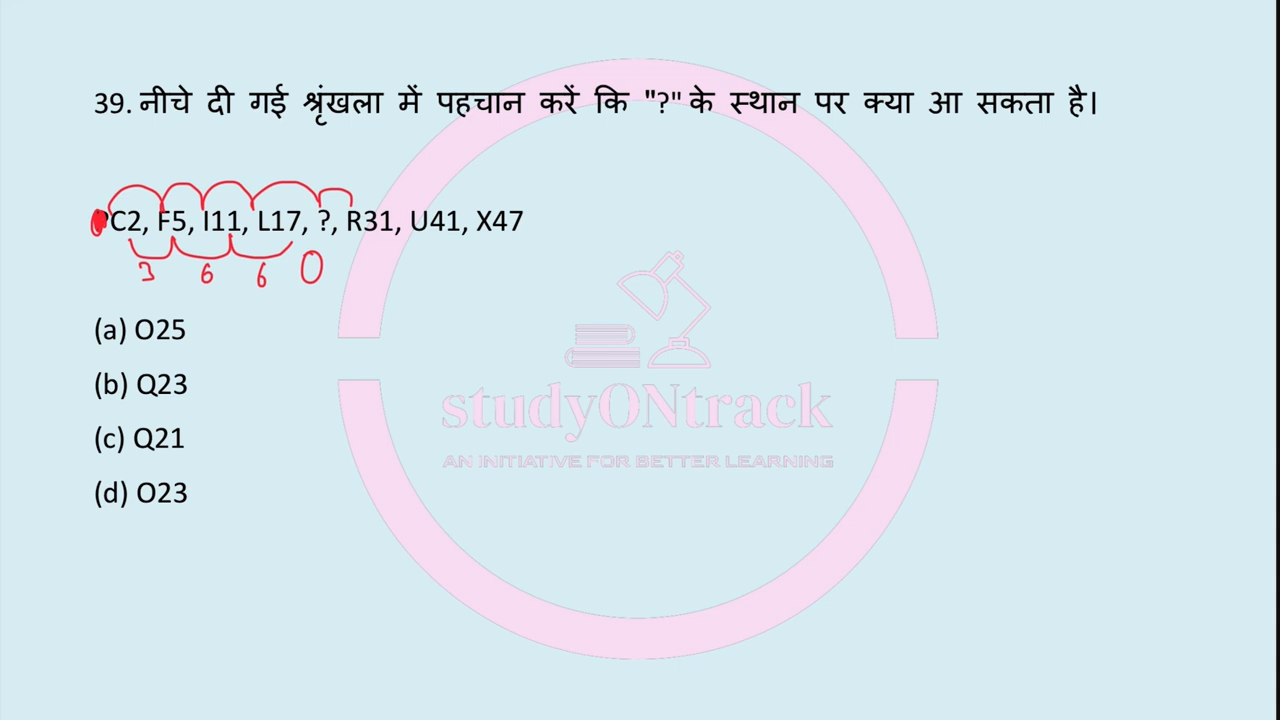 39. नीचे दी गई श्रृंखला में पहचान करें कि "?" के स्थान पर क्या आ सकता है।
C2, F5, I11, L17, ?, R31, U41, X47
3 6 6 O
(a) O25
(b) Q23
(c) Q21
(d) O23
studyONtrack
AN INITIATIVE FOR BETTER LEARNING